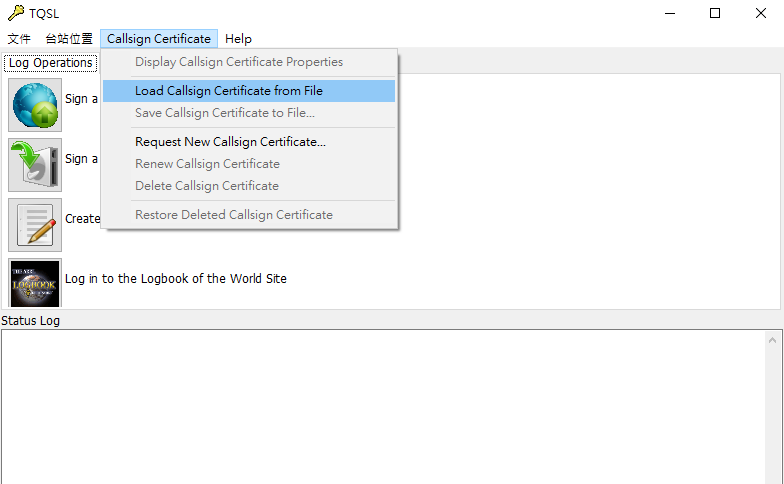 TQSL
文件 台站位置 Callsign Certificate Help
Log Operations
Display Callsign Certificate Properties
Load Callsign Certificate from File
Save Callsign Certificate to File...
Request New Callsign Certificate...
Renew Callsign Certificate
Delete Callsign Certificate
Restore Deleted Callsign Certificate
Sign a
Sign a
Create
LOGBOOK
Log in to the Logbook of the World Site
Status Log